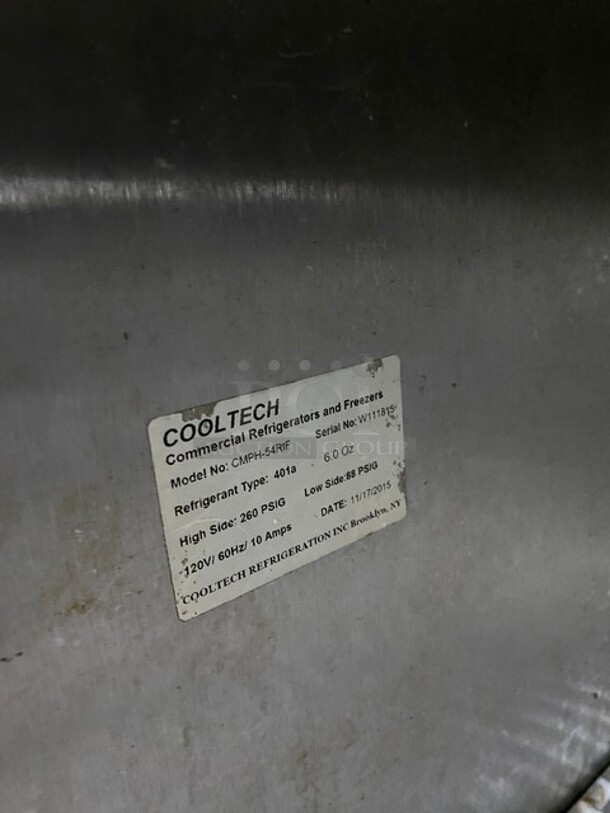 COOLTECH
Commercial Refrigerators and Freezers
Model No: CMPH-54RIF Serial No: W111815
Refrigerant Type: 401a 6.0 Oz
High Side: 260 PSIG Low Side:88 PSIG
120V/ 60Hz/ 10 Amps DATE: 11/17/2015
COOLTECH REFRIGERATION INC Brooklyn, NY
AUCTION GROUP